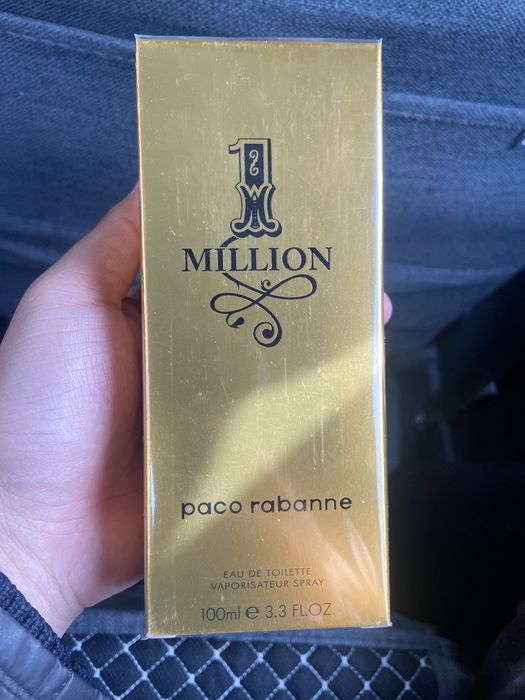 1
MILLION
paco rabanne
EAU DE TOILETTE
VAPORISATEUR SPRAY
100ml e 3.3 FL.OZ.